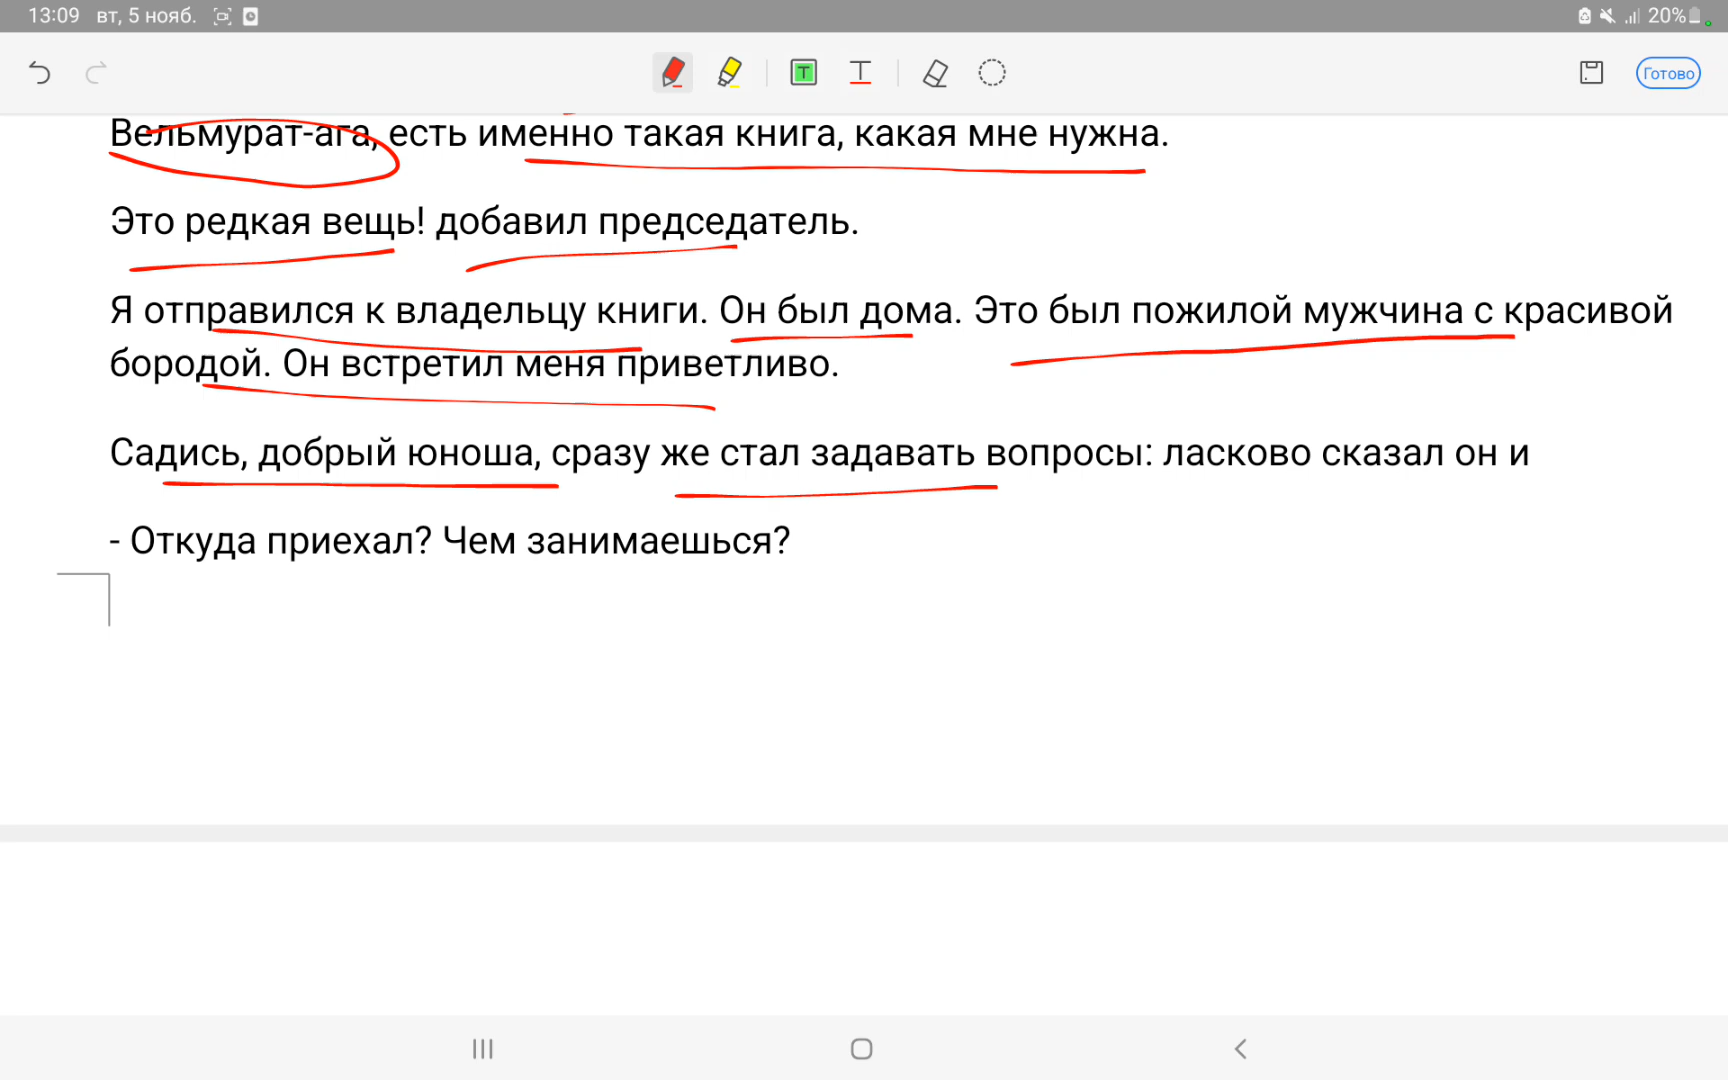 13:09 вт, 5 нояб. 20%
T T Готово
Вельмурат-ага, есть именно такая книга, какая мне нужна.
Это редкая вещь! добавил председатель.
Я отправился к владельцу книги. Он был дома. Это был пожилой мужчина с красивой
бородой. Он встретил меня приветливо.
Садись, добрый юноша, сразу же стал задавать вопросы: ласково сказал он и
- Откуда приехал? Чем занимаешься?